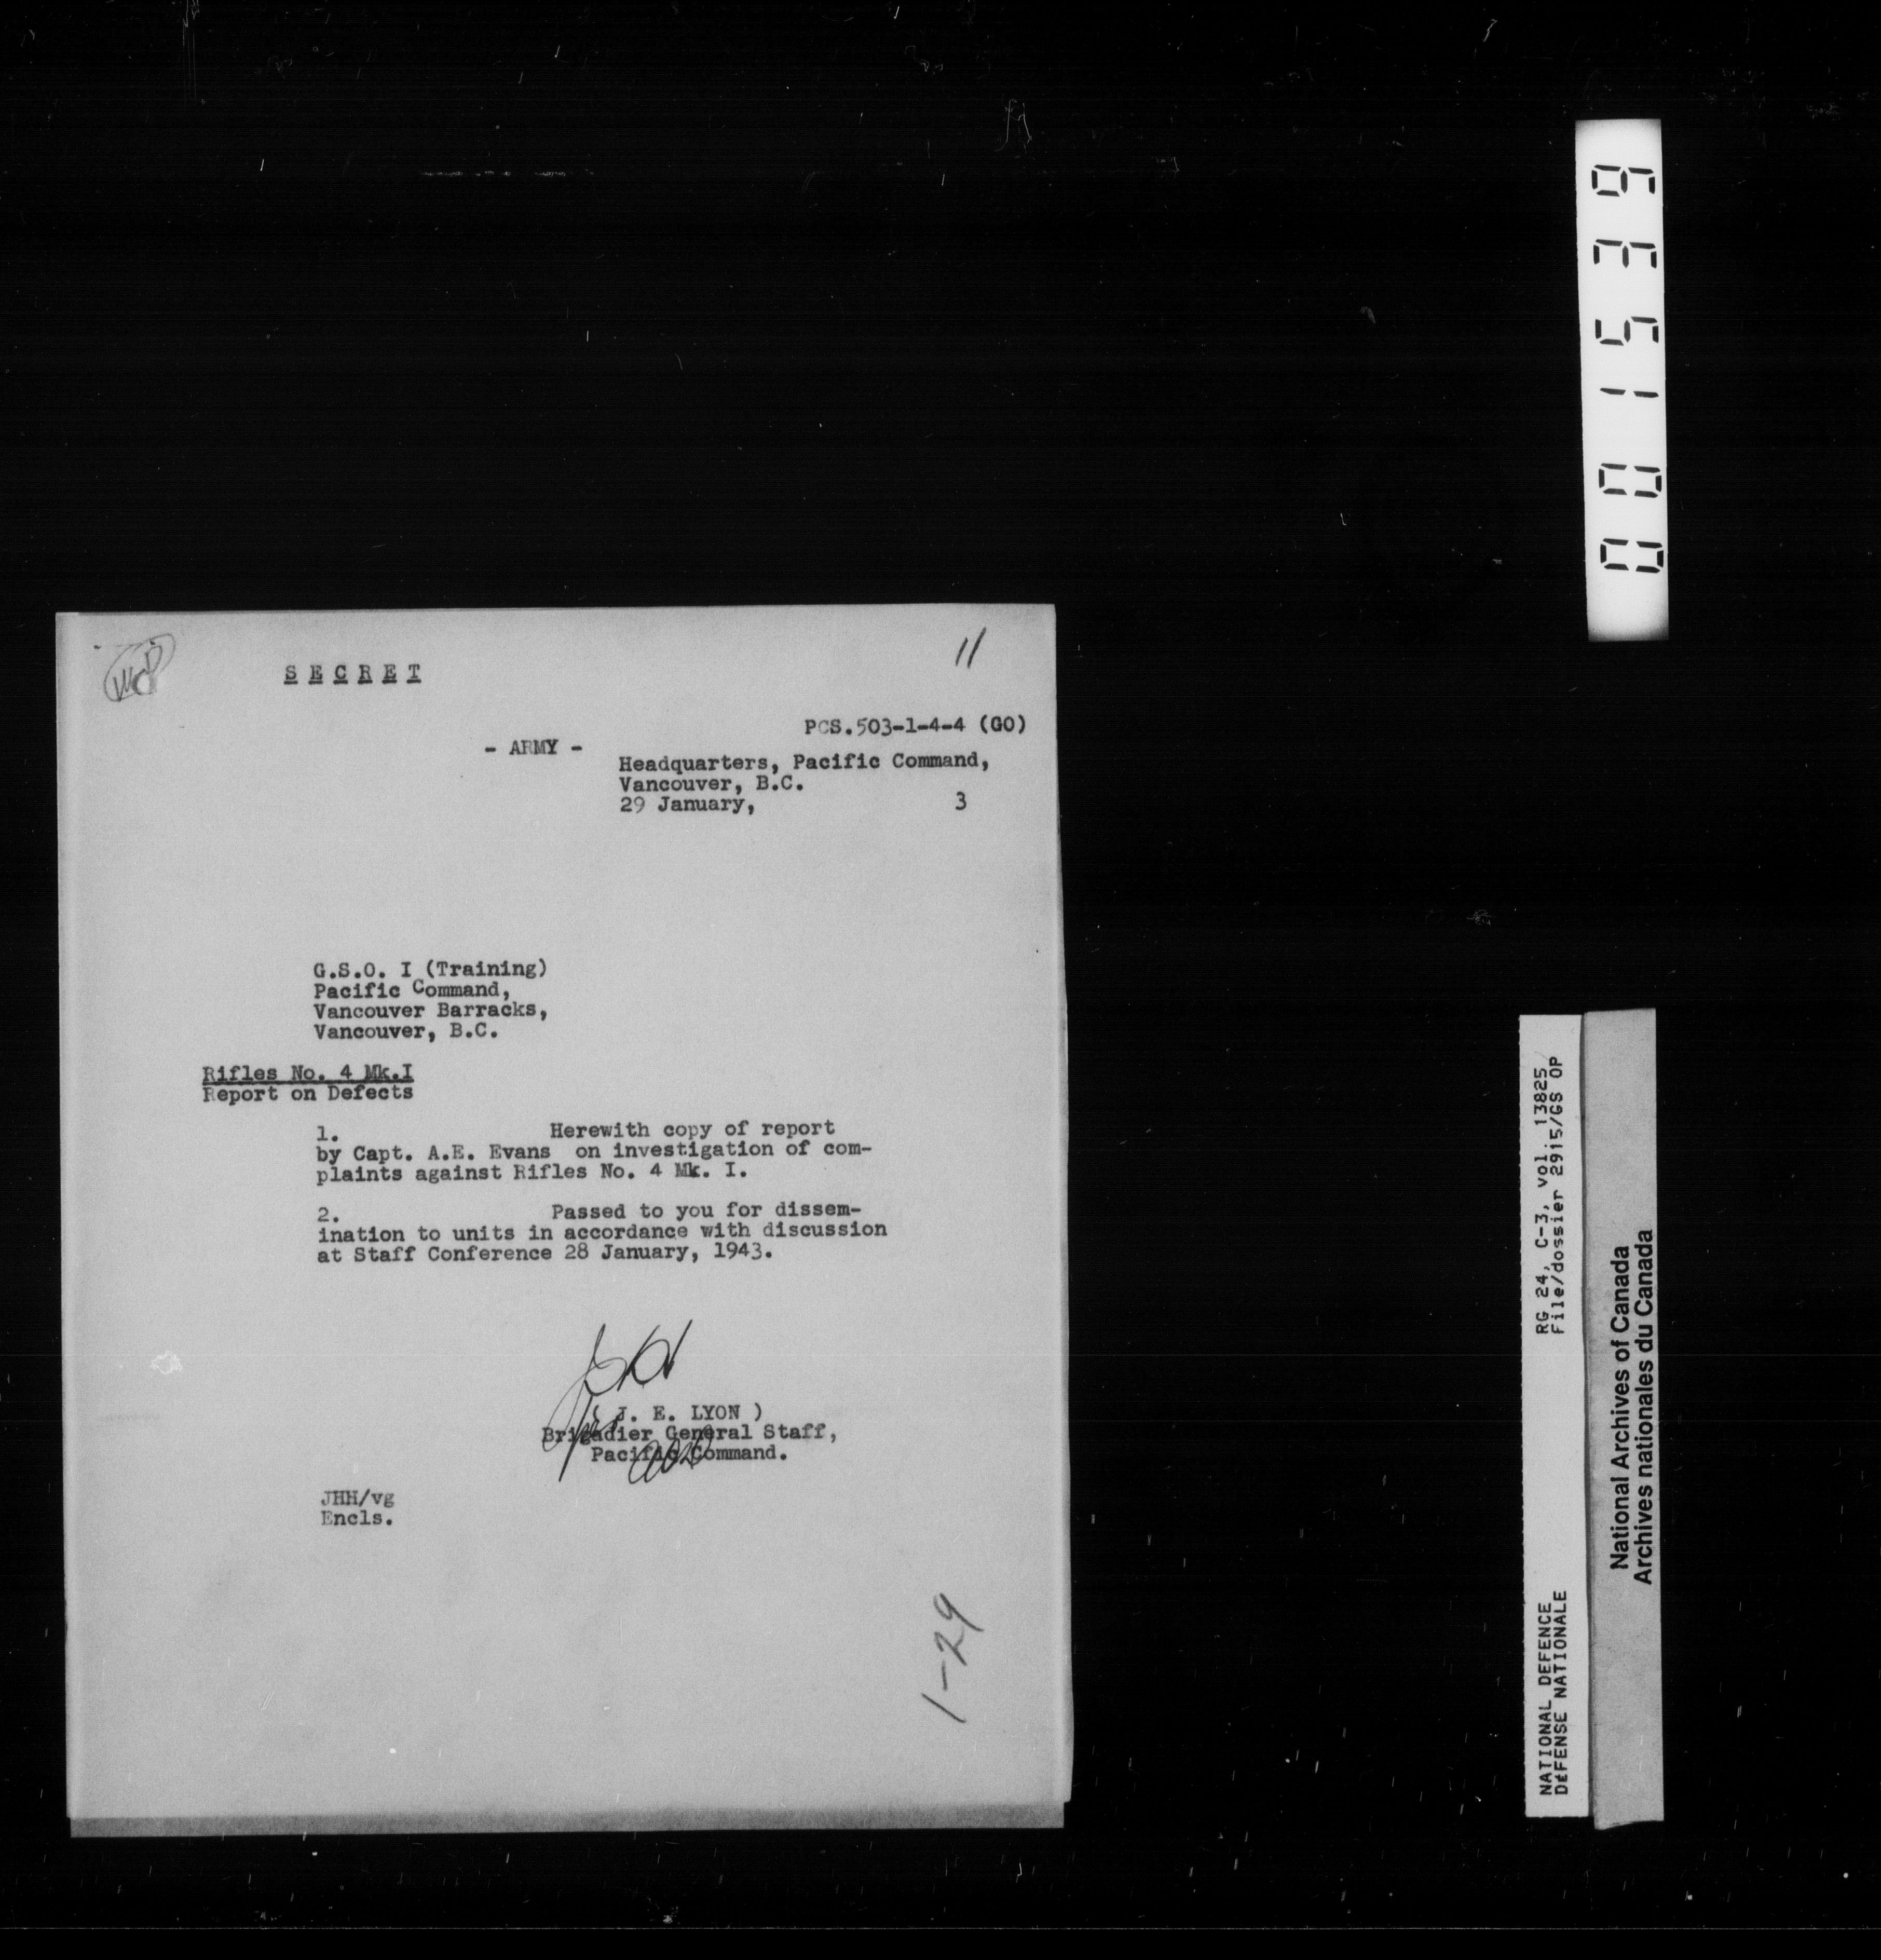 11
S E C R E T
PCS.503-1-4-4 (GO)
- ARMY -
Headquarters, Pacific Command,
Vancouver, B.C.
29 January, 3
G.S.O. I (Training)
Pacific Command,
Vancouver Barracks,
Vancouver, B.C.
Rifles No. 4 Mk.I
Report on Defects
1. Herewith copy of report
by Capt. A.E. Evans on investigation of com-
plaints against Rifles No. 4 Mk. I.
2. Passed to you for dissem-
ination to units in accordance with discussion
at Staff Conference 28 January, 1943.
( J. E. LYON )
Brigadier General Staff,
Pacific Command.
JHH/vg
Encls.
1-29
001539
RG 24, C-3, vol. 13825
File/dossier 2915/GS OP
NATIONAL DEFENCE
DéFENSE NATIONALE
National Archives of Canada
Archives nationales du Canada